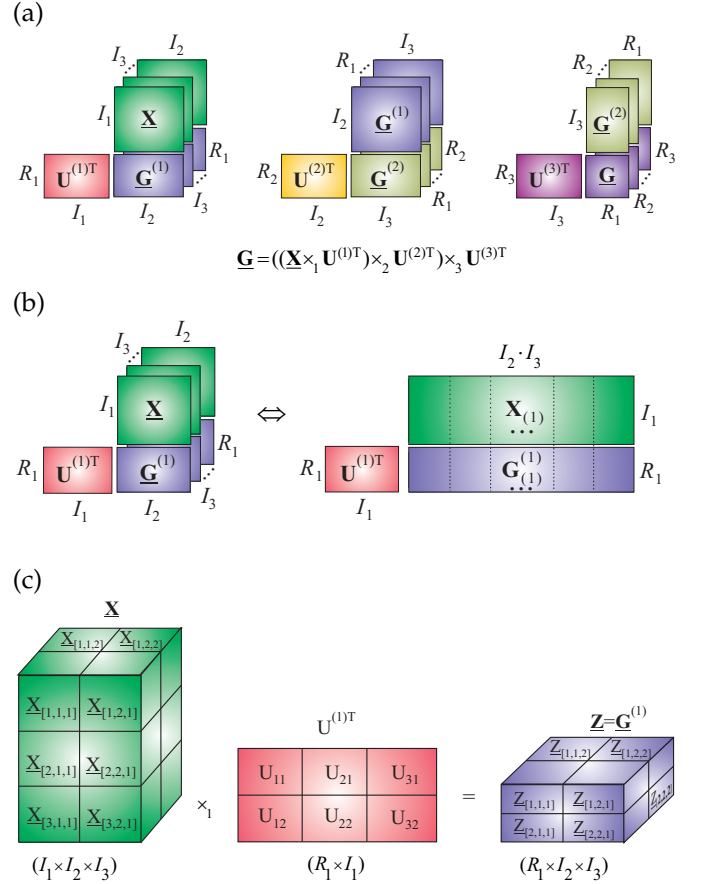 (a)
I₂ I₃ I₁ X̲ R₁ U⁽¹⁾ᵀ G̲⁽¹⁾ R₁ I₁ I₂ I₃
I₃ R₁ I₂ G̲⁽¹⁾ R₂ U⁽²⁾ᵀ G̲⁽²⁾ R₂ I₂ I₃ R₁
R₁ R₂ I₃ G̲⁽²⁾ R₃ U⁽³⁾ᵀ G̲ R₃ I₃ R₁ R₂
G̲ = ((X̲ ×₁ U⁽¹⁾ᵀ) ×₂ U⁽²⁾ᵀ) ×₃ U⁽³⁾ᵀ
(b)
I₂ I₃ I₁ X̲ R₁ U⁽¹⁾ᵀ G̲⁽¹⁾ R₁ I₁ I₂ I₃
⇔
I₂ · I₃
X₍₁₎ I₁
...
R₁ U⁽¹⁾ᵀ G⁽¹⁾₍₁₎ R₁
...
I₁
(c)
X̲
X̲[1,1,2] X̲[1,2,2]
X̲[1,1,1] X̲[1,2,1]
X̲[2,1,1] X̲[2,2,1]
X̲[3,1,1] X̲[3,2,1]
(I₁ × I₂ × I₃)
×₁
U⁽¹⁾ᵀ
U₁₁ U₂₁ U₃₁
U₁₂ U₂₂ U₃₂
(R₁ × I₁)
=
Z̲=G̲⁽¹⁾
Z̲[1,1,2] Z̲[1,2,2]
Z̲[1,1,1] Z̲[1,2,1]
Z̲[2,1,1] Z̲[2,2,1]
Z̲[2,2,2]
(R₁ × I₂ × I₃)